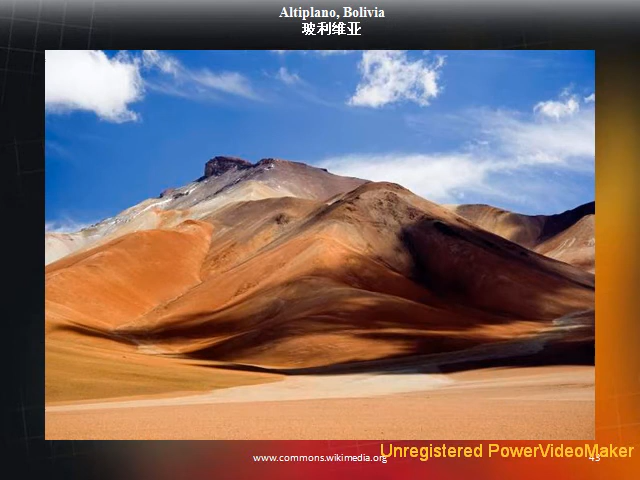 Altiplano, Bolivia
玻利维亚
Unregistered PowerVideoMaker
www.commons.wikimedia.org
43